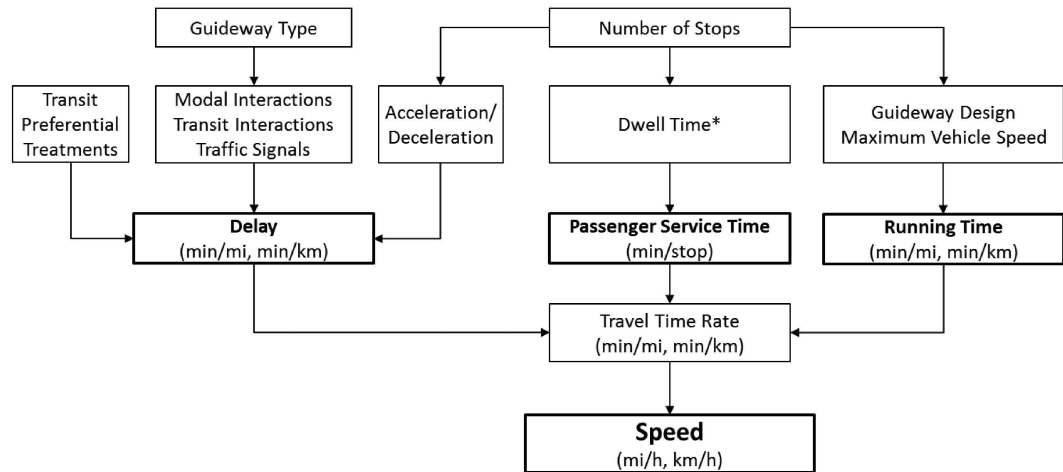 Guideway Type
Number of Stops
Transit
Preferential
Treatments
Modal Interactions
Transit Interactions
Traffic Signals
Acceleration/
Deceleration
Dwell Time*
Guideway Design
Maximum Vehicle Speed
Delay
(min/mi, min/km)
Passenger Service Time
(min/stop)
Running Time
(min/mi, min/km)
Travel Time Rate
(min/mi, min/km)
Speed
(mi/h, km/h)